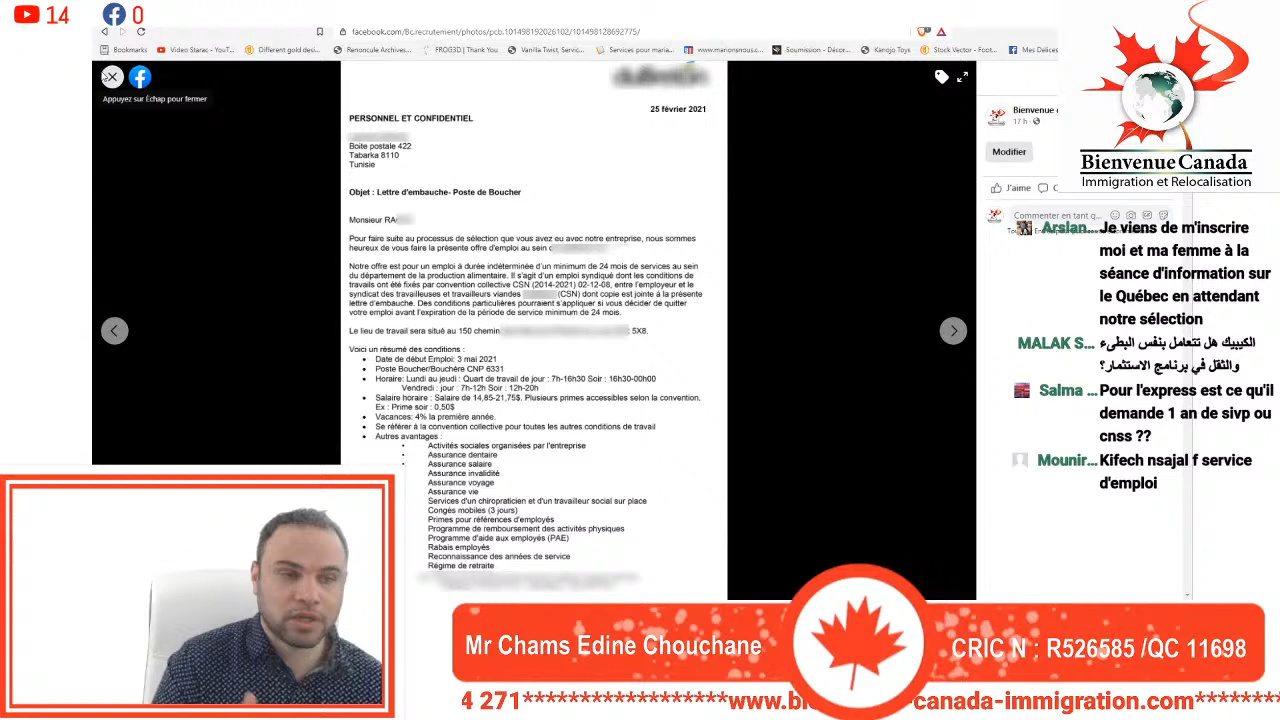 14
0
facebook.com/Bc.recrutement/photos/pcb.101498192026102/101498128692775/
Bookmarks
Video Starac - YouT...
Different gold desi...
Renoncule Archives...
FROG3D | Thank You
Vanilla Twist, Servic...
Services pour maria...
www.marionsnous.c...
Soumission - Décor...
Kanojo Toys
Stock Vector - Foot...
Mes Delices
Appuyez sur Échap pour fermer
25 février 2021
PERSONNEL ET CONFIDENTIEL
Boite postale 422
Tabarka 8110
Tunisie
Objet : Lettre d'embauche- Poste de Boucher
Monsieur RA
Pour faire suite au processus de sélection que vous avez eu avec notre entreprise, nous sommes
heureux de vous faire la présente offre d'emploi au sein
Notre offre est pour un emploi à durée indéterminée d'un minimum de 24 mois de services au sein
du département de la production alimentaire. Il s'agit d'un emploi syndiqué dont les conditions de
travails ont été fixés par convention collective CSN (2014-2021) 02-12-08, entre l'employeur et le
syndicat des travailleuses et travailleurs viandes (CSN) dont copie est jointe à la présente
lettre d'embauche. Des conditions particulières pourraient s'appliquer si vous décider de quitter
votre emploi avant l'expiration de la période de service minimum de 24 mois.
Le lieu de travail sera situé au 150 chemin 5X8.
Voici un résumé des conditions :
• Date de début Emploi: 3 mai 2021
• Poste Boucher/Bouchère CNP 6331
• Horaire: Lundi au jeudi : Quart de travail de jour : 7h-16h30 Soir : 16h30-00h00
Vendredi : jour : 7h-12h Soir : 12h-20h
• Salaire horaire : Salaire de 14,85-21,75$. Plusieurs primes accessibles selon la convention.
Ex : Prime soir : 0,50$
• Vacances: 4% la première année.
• Se référer à la convention collective pour toutes les autres conditions de travail
• Autres avantages :
• Activités sociales organisées par l'entreprise
• Assurance dentaire
• Assurance salaire
Assurance invalidité
Assurance voyage
Assurance vie
Services d'un chiropraticien et d'un travailleur social sur place
Congés mobiles (3 jours)
Primes pour références d'employés
Programme de remboursement des activités physiques
Programme d'aide aux employés (PAE)
Rabais employés
Reconnaissance des années de service
Régime de retraite
Bienvenue
17 h
Modifier
J'aime
Commenter en tant q...
Bienvenue Canada
Immigration et Relocalisation
Arslan... Je viens de m'inscrire
moi et ma femme à la
séance d'information sur
le Québec en attendant
notre sélection
MALAK S... الكيبيك هل تتعامل بنفس البطىء
والثقل في برنامج الاستثمار؟
Salma ... Pour l'express est ce qu'il
demande 1 an de sivp ou
cnss ??
Mounir... Kifech nsajal f service
d'emploi
Mr Chams Edine Chouchane
CRIC N : R526585 /QC 11698
4 271******************www.bi -canada-immigration.com*******